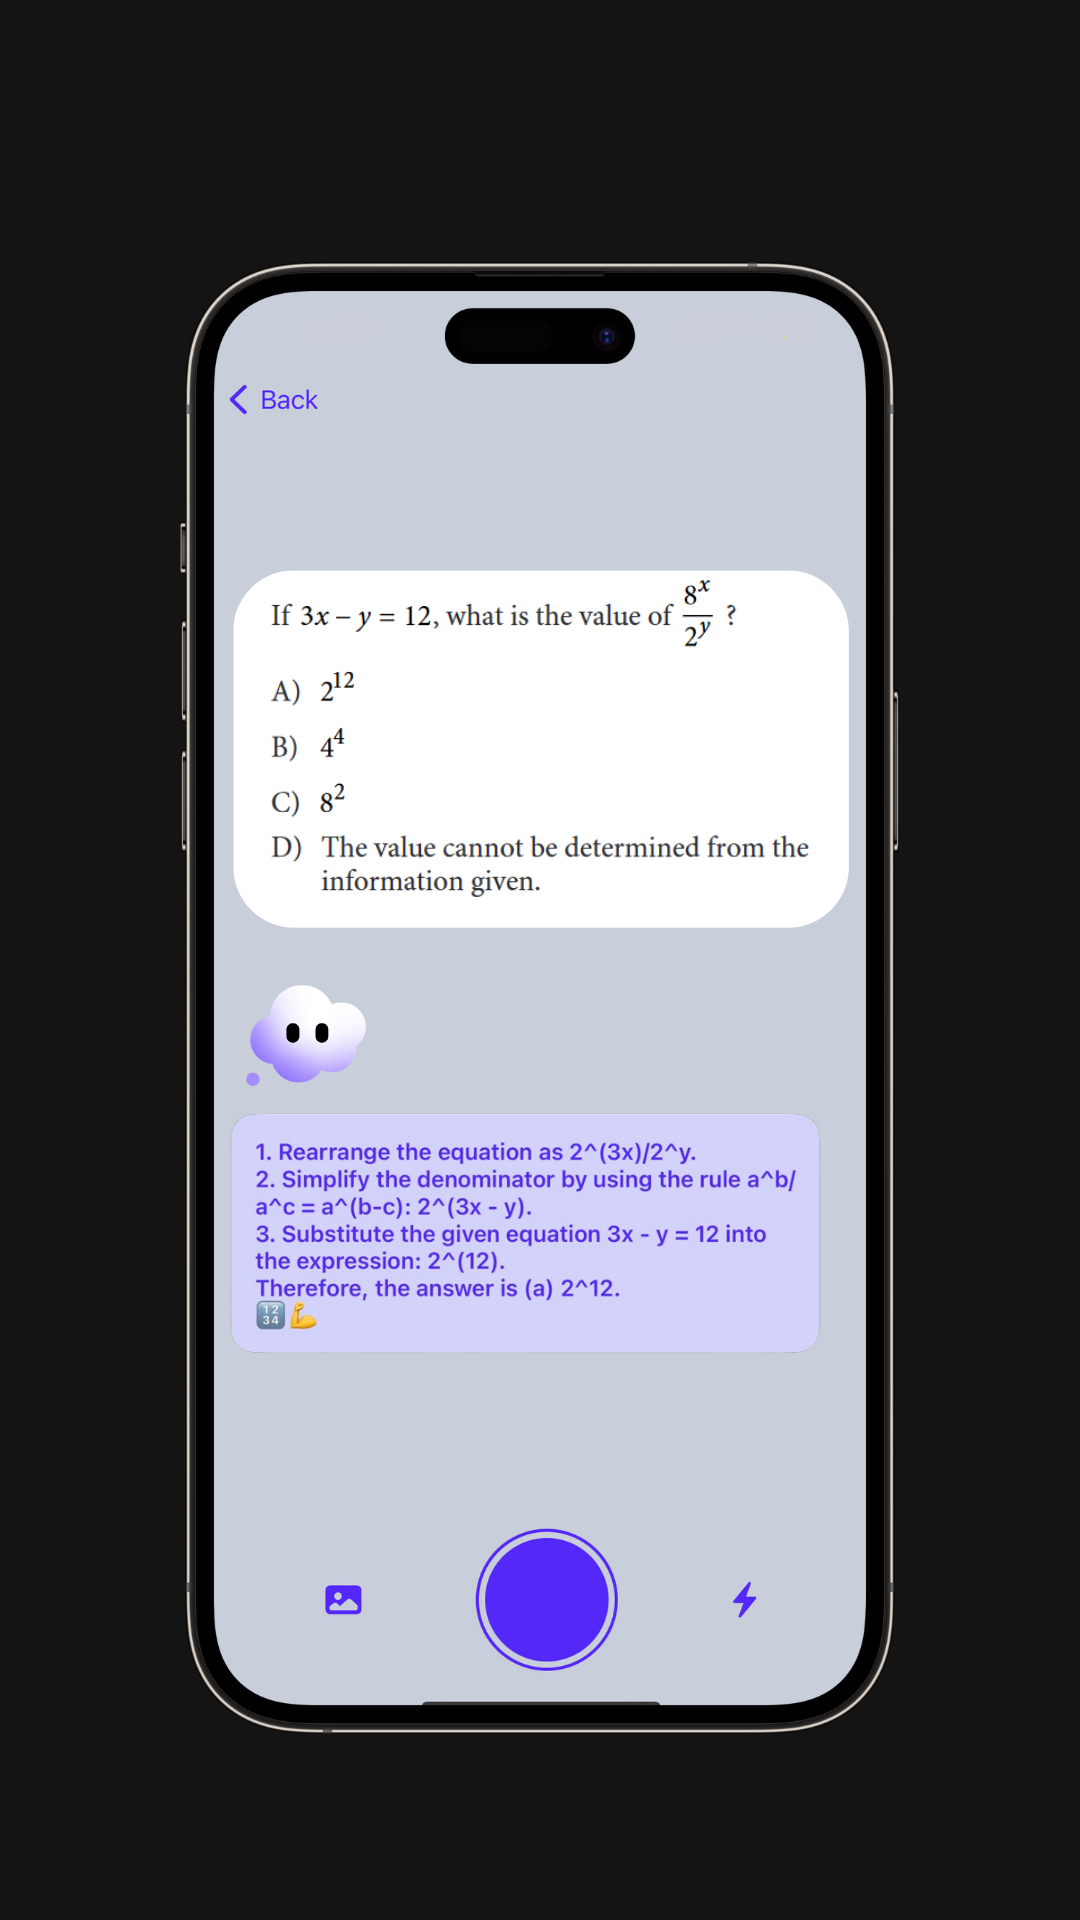 Back
If 3x – y = 12, what is the value of 8^x/2^y ?
A) 2^12
B) 4^4
C) 8^2
D) The value cannot be determined from the
information given.
1. Rearrange the equation as 2^(3x)/2^y.
2. Simplify the denominator by using the rule a^b/
a^c = a^(b-c): 2^(3x - y).
3. Substitute the given equation 3x - y = 12 into
the expression: 2^(12).
Therefore, the answer is (a) 2^12.
🔢💪